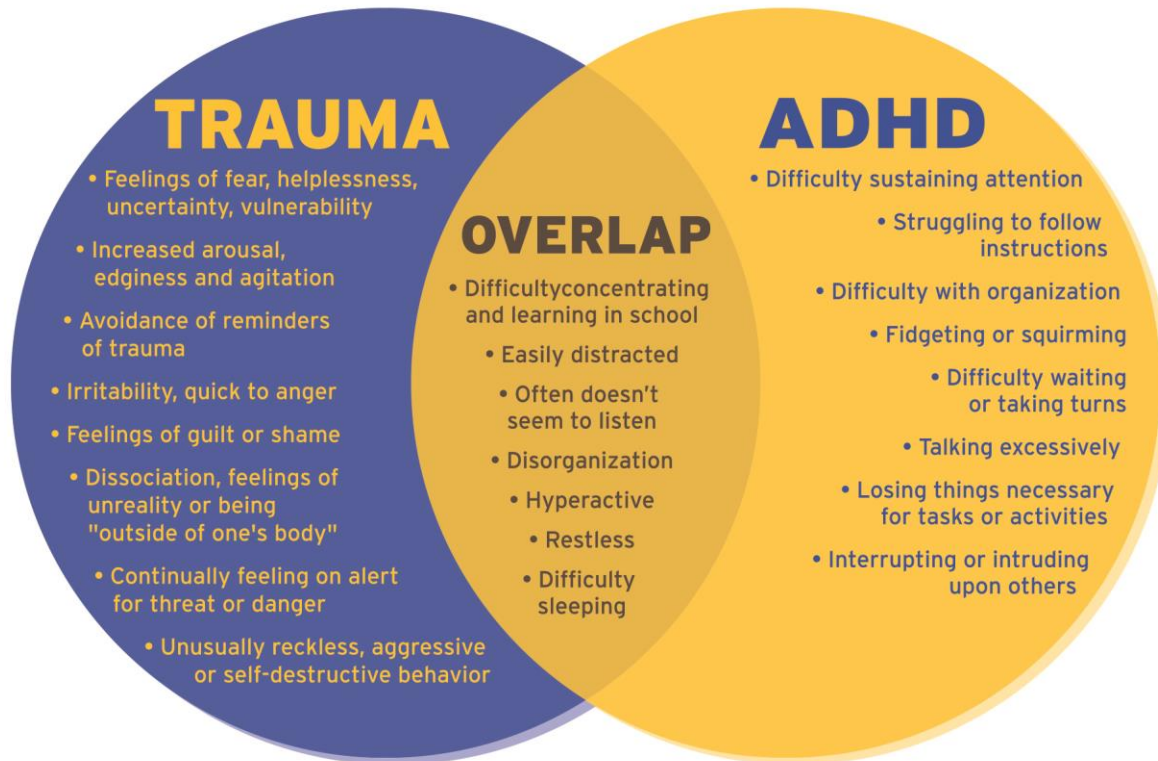 TRAUMA
• Feelings of fear, helplessness,
uncertainty, vulnerability
• Increased arousal,
edginess and agitation
• Avoidance of reminders
of trauma
• Irritability, quick to anger
• Feelings of guilt or shame
• Dissociation, feelings of
unreality or being
"outside of one's body"
• Continually feeling on alert
for threat or danger
• Unusually reckless, aggressive
or self-destructive behavior
OVERLAP
• Difficultyconcentrating
and learning in school
• Easily distracted
• Often doesn't
seem to listen
• Disorganization
• Hyperactive
• Restless
• Difficulty
sleeping
ADHD
• Difficulty sustaining attention
• Struggling to follow
instructions
• Difficulty with organization
• Fidgeting or squirming
• Difficulty waiting
or taking turns
• Talking excessively
• Losing things necessary
for tasks or activities
• Interrupting or intruding
upon others